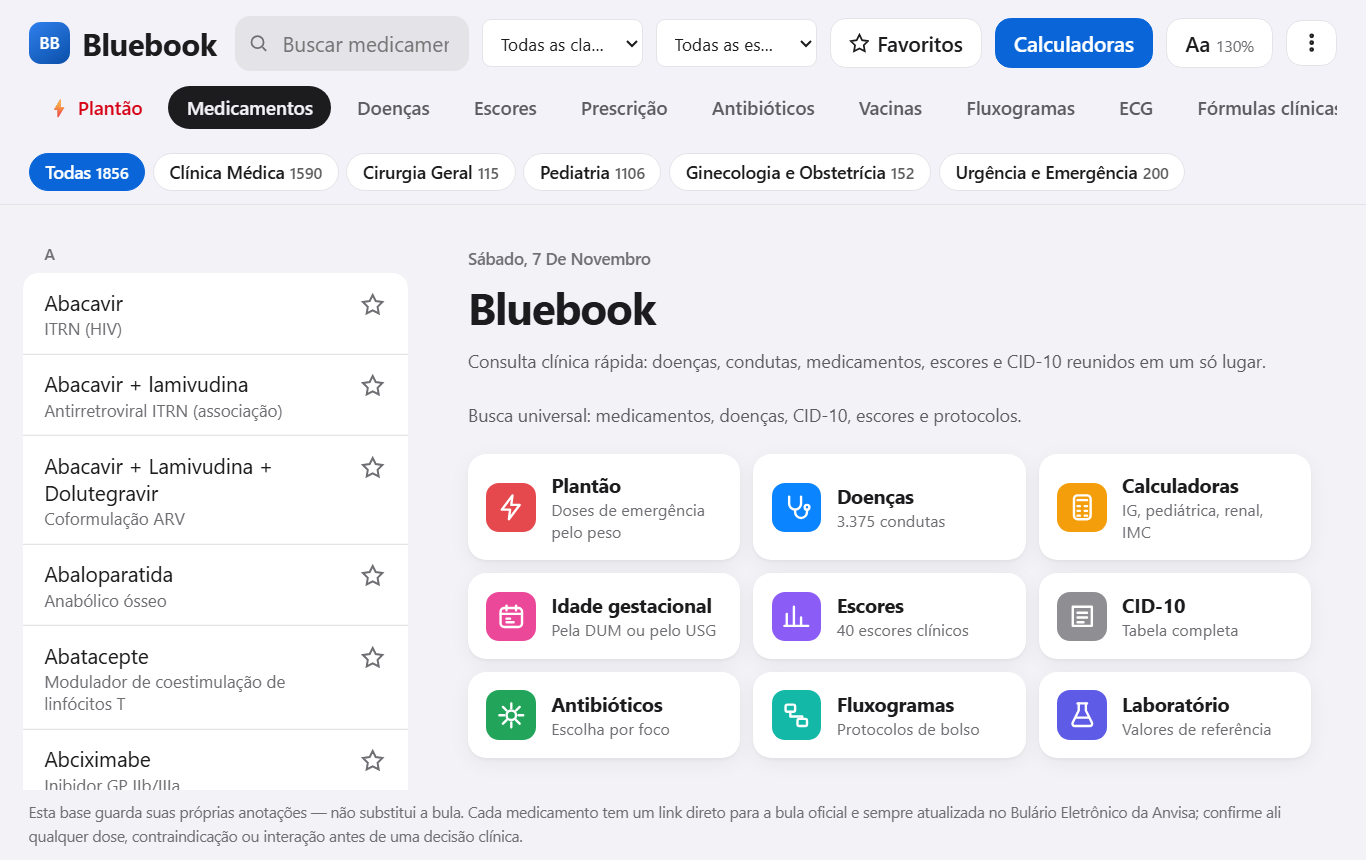 BB Bluebook Buscar medicamen Todas as cla... Todas as es... Favoritos Calculadoras Aa 130%
Plantão Medicamentos Doenças Escores Prescrição Antibióticos Vacinas Fluxogramas ECG Fórmulas clínicas
Todas 1856 Clínica Médica 1590 Cirurgia Geral 115 Pediatria 1106 Ginecologia e Obstetrícia 152 Urgência e Emergência 200
A
Abacavir
ITRN (HIV)
Abacavir + lamivudina
Antirretroviral ITRN (associação)
Abacavir + Lamivudina +
Dolutegravir
Coformulação ARV
Abaloparatida
Anabólico ósseo
Abatacepte
Modulador de coestimulação de
linfócitos T
Abciximabe
Inibidor GP IIb/IIIa
Sábado, 7 De Novembro
Bluebook
Consulta clínica rápida: doenças, condutas, medicamentos, escores e CID-10 reunidos em um só lugar.
Busca universal: medicamentos, doenças, CID-10, escores e protocolos.
Plantão
Doses de emergência
pelo peso
Doenças
3.375 condutas
Calculadoras
IG, pediátrica, renal,
IMC
Idade gestacional
Pela DUM ou pelo USG
Escores
40 escores clínicos
CID-10
Tabela completa
Antibióticos
Escolha por foco
Fluxogramas
Protocolos de bolso
Laboratório
Valores de referência
Esta base guarda suas próprias anotações — não substitui a bula. Cada medicamento tem um link direto para a bula oficial e sempre atualizada no Bulário Eletrônico da Anvisa; confirme ali
qualquer dose, contraindicação ou interação antes de uma decisão clínica.